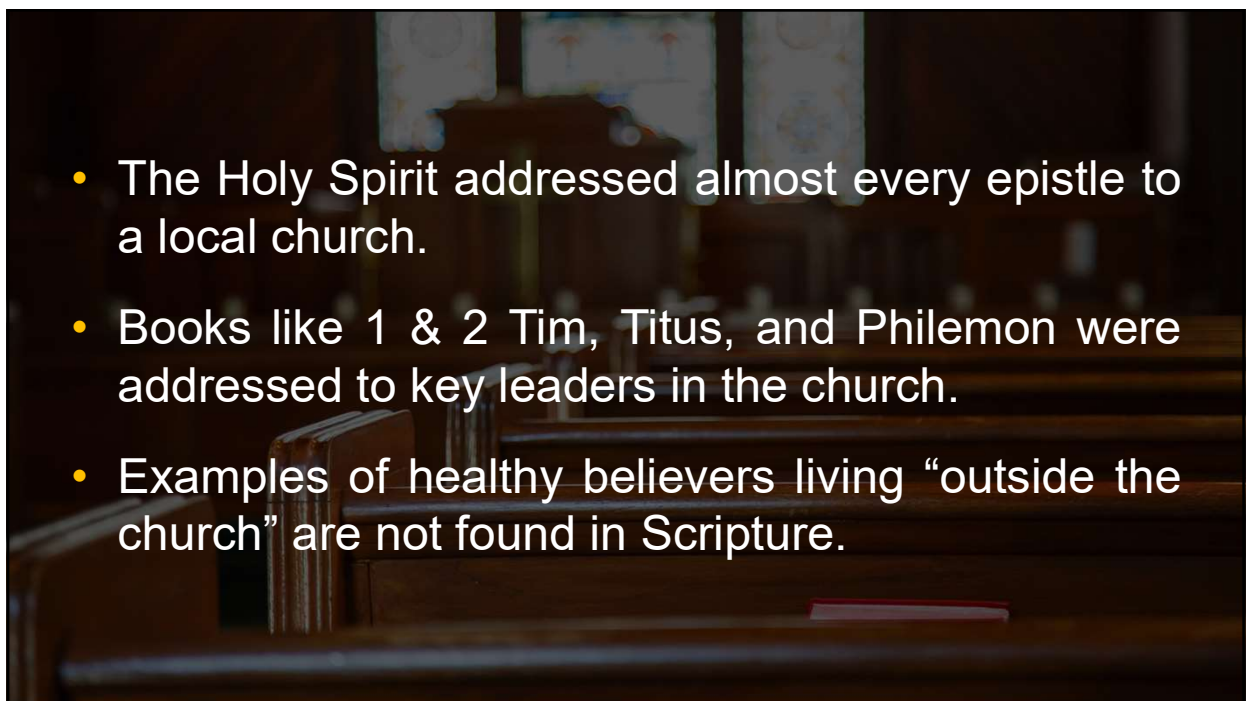 • The Holy Spirit addressed almost every epistle to
a local church.
• Books like 1 & 2 Tim, Titus, and Philemon were
addressed to key leaders in the church.
• Examples of healthy believers living “outside the
church” are not found in Scripture.